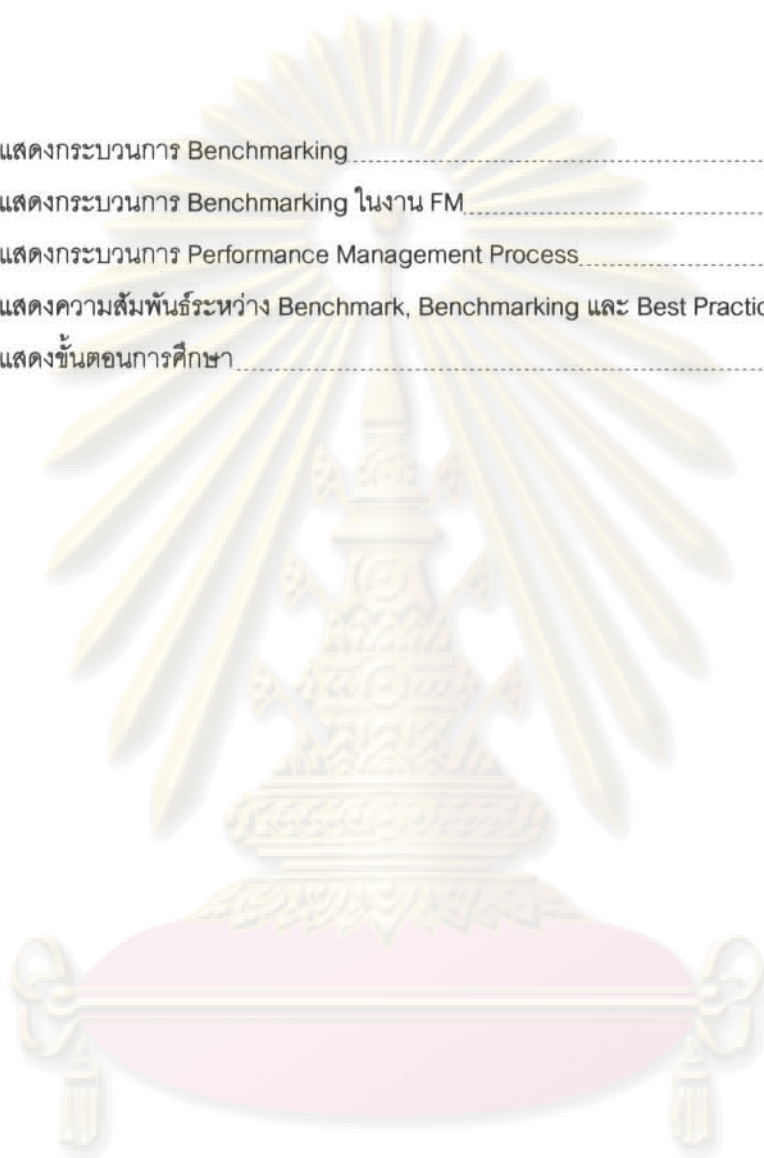 แสดงกระบวนการ Benchmarking
แสดงกระบวนการ Benchmarking ในงาน FM
แสดงกระบวนการ Performance Management Process
แสดงความสัมพันธ์ระหว่าง Benchmark, Benchmarking และ Best Practic
แสดงขั้นตอนการศึกษา